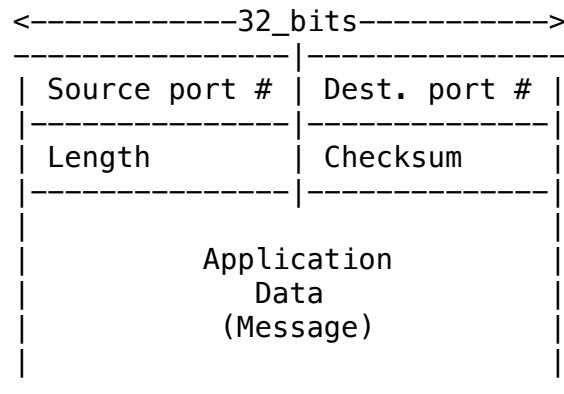 32_bits
Source port # Dest. port #
Length Checksum
Application
Data
(Message)